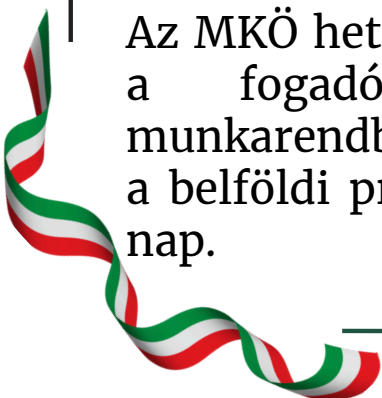 Az MKÖ het
a fogadó
munkarendb
a belföldi pr
nap.